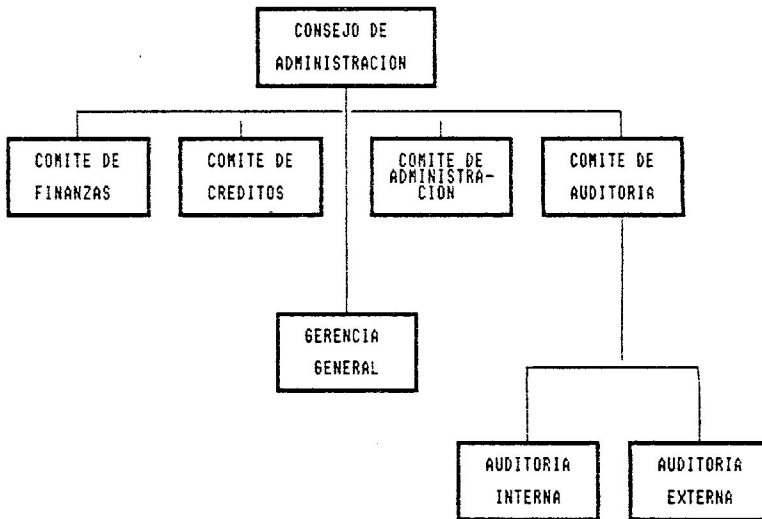 CONSEJO DE
ADMINISTRACION
COMITE DE
FINANZAS
COMITE DE
CREDITOS
COMITE DE
ADMINISTRA-
CION
COMITE DE
AUDITORIA
GERENCIA
GENERAL
AUDITORIA
INTERNA
AUDITORIA
EXTERNA